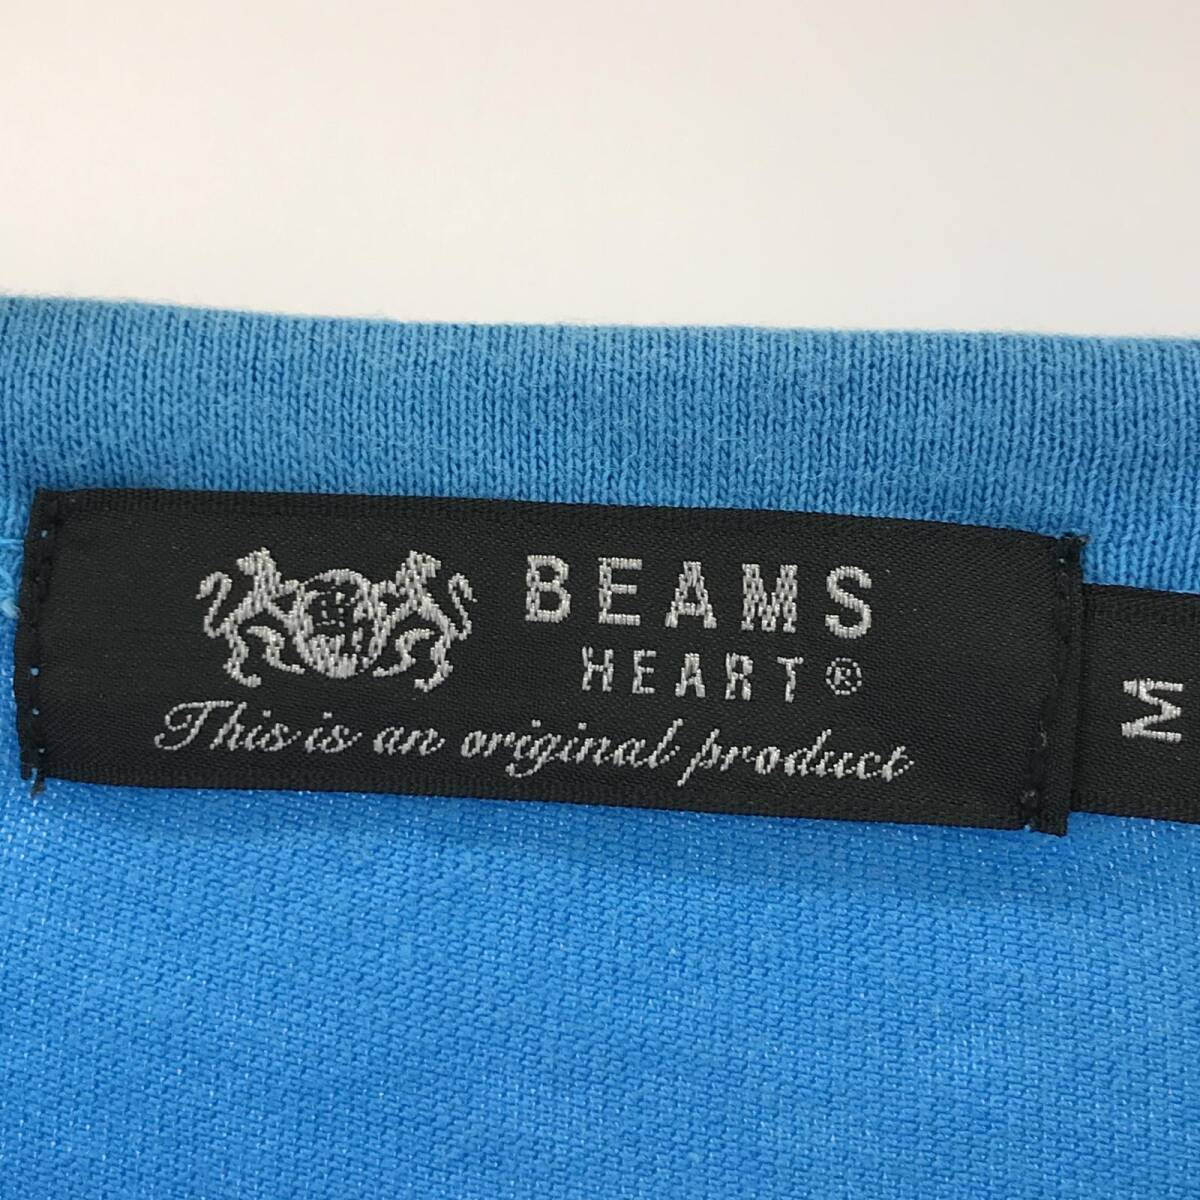 BEAMS
HEART®
This is an original product
M